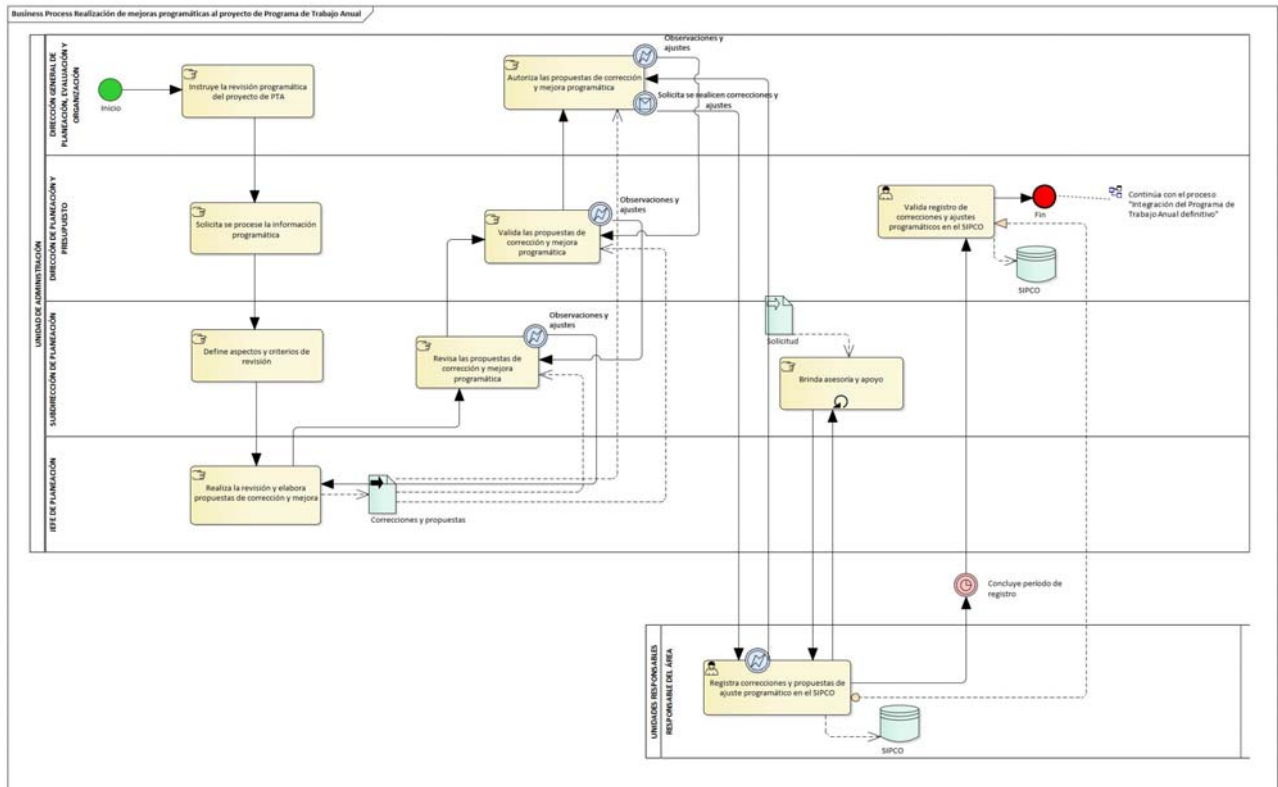 Business Process Realización de mejoras programáticas al proyecto de Programa de Trabajo Anual
UNIDAD DE ADMINISTRACIÓN
DIRECCIÓN GENERAL DE
PLANEACIÓN, EVALUACIÓN Y
ORGANIZACIÓN
Inicio
Instruye la revisión programática
del proyecto de PTA
Autoriza las propuestas de corrección
y mejora programática
Observaciones y
ajustes
Solicita se realicen correcciones y
ajustes
DIRECCIÓN DE PLANEACIÓN Y
PRESUPUESTO
Solicita se procese la información
programática
Valida las propuestas de
corrección y mejora
programática
Observaciones y
ajustes
Valida registro de
correcciones y ajustes
programáticos en el SIPCO
Fin
Continúa con el proceso
"Integración del Programa de
Trabajo Anual definitivo"
SIPCO
SUBDIRECCIÓN DE PLANEACIÓN
Define aspectos y criterios de
revisión
Revisa las propuestas de
corrección y mejora
programática
Observaciones y
ajustes
Solicitud
Brinda asesoría y apoyo
JEFE DE PLANEACIÓN
Realiza la revisión y elabora
propuestas de corrección y mejora
Correcciones y propuestas
Concluye período de
registro
UNIDADES RESPONSABLES
RESPONSABLE DEL ÁREA
Registra correcciones y propuestas de
ajuste programático en el SIPCO
SIPCO